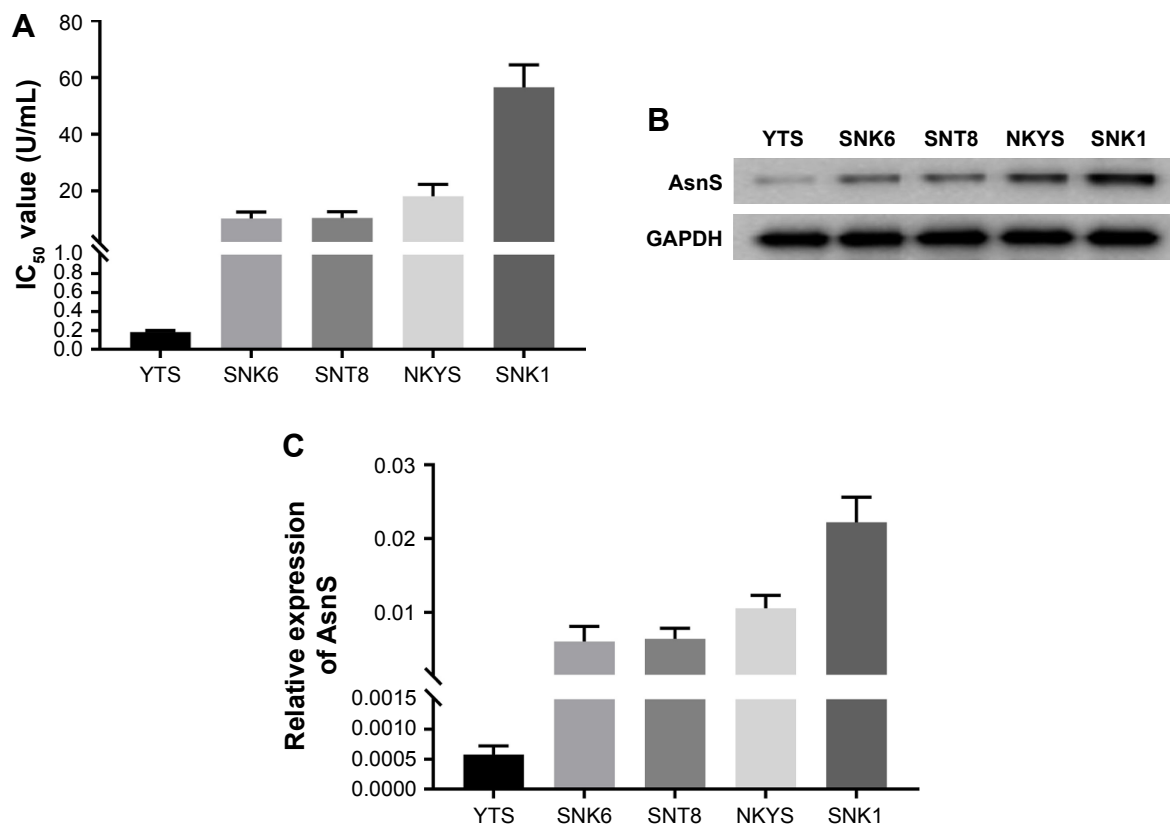 A
IC50 value (U/mL)
80
60
40
20
1.0
0.8
0.6
0.4
0.2
0.0
YTS SNK6 SNT8 NKYS SNK1
B
YTS SNK6 SNT8 NKYS SNK1
AsnS
GAPDH
C
Relative expression
of AsnS
0.03
0.02
0.01
0.0015
0.0010
0.0005
0.0000
YTS SNK6 SNT8 NKYS SNK1